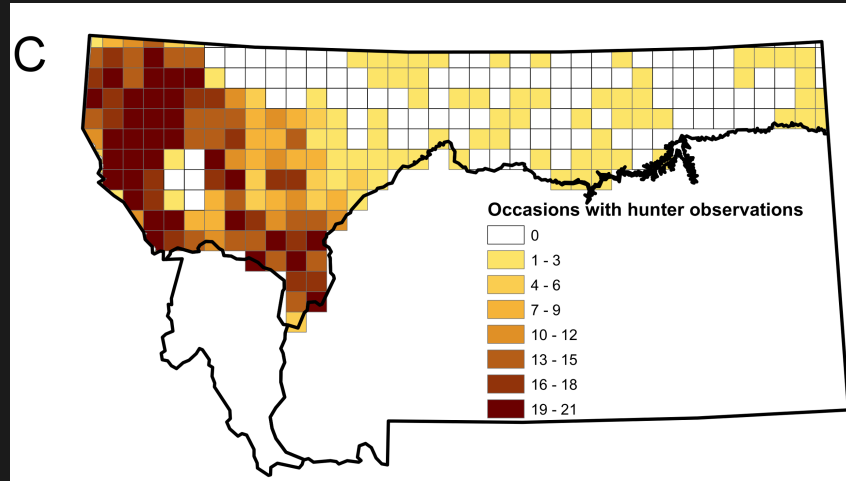 C
Occasions with hunter observations
0
1 - 3
4 - 6
7 - 9
10 - 12
13 - 15
16 - 18
19 - 21